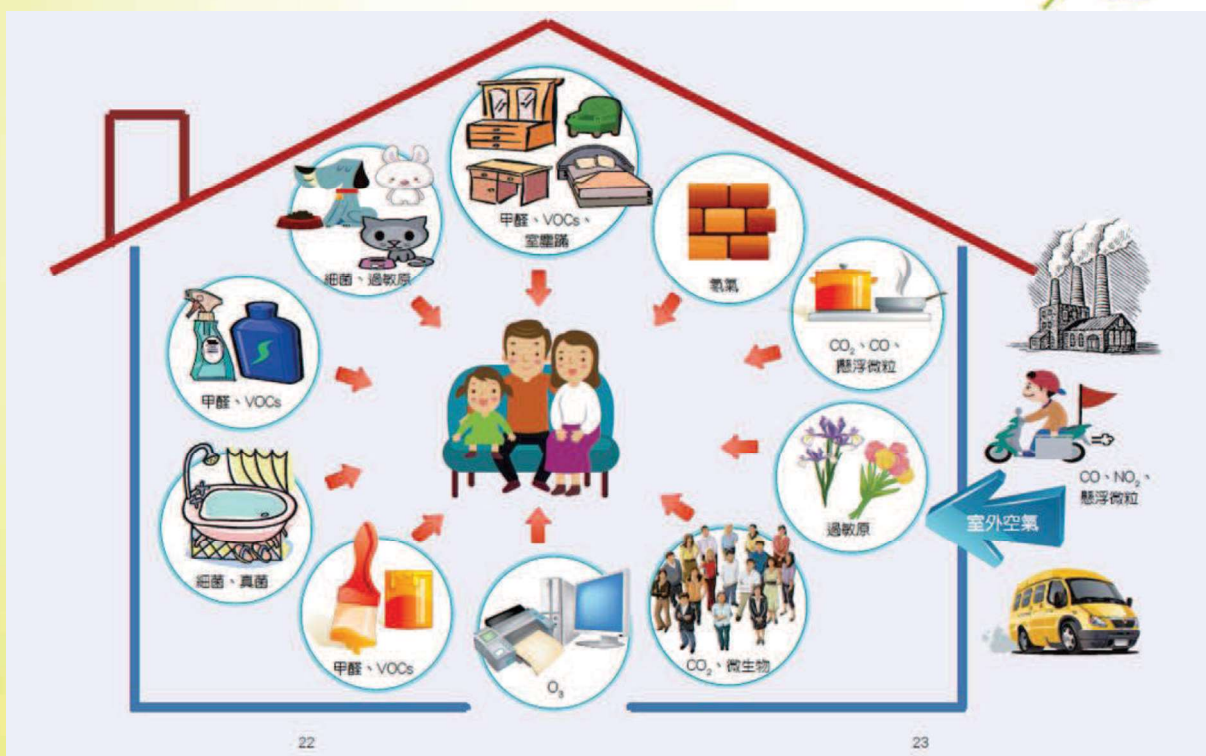 甲醛、VOCs、
室塵蹣
細菌、過敏原
氡氣
CO₂、CO、
懸浮微粒
甲醛、VOCs
過敏原
CO、NO₂、
懸浮微粒
室外空氣
細菌、真菌
甲醛、VOCs
O₃
CO₂、微生物
22
23